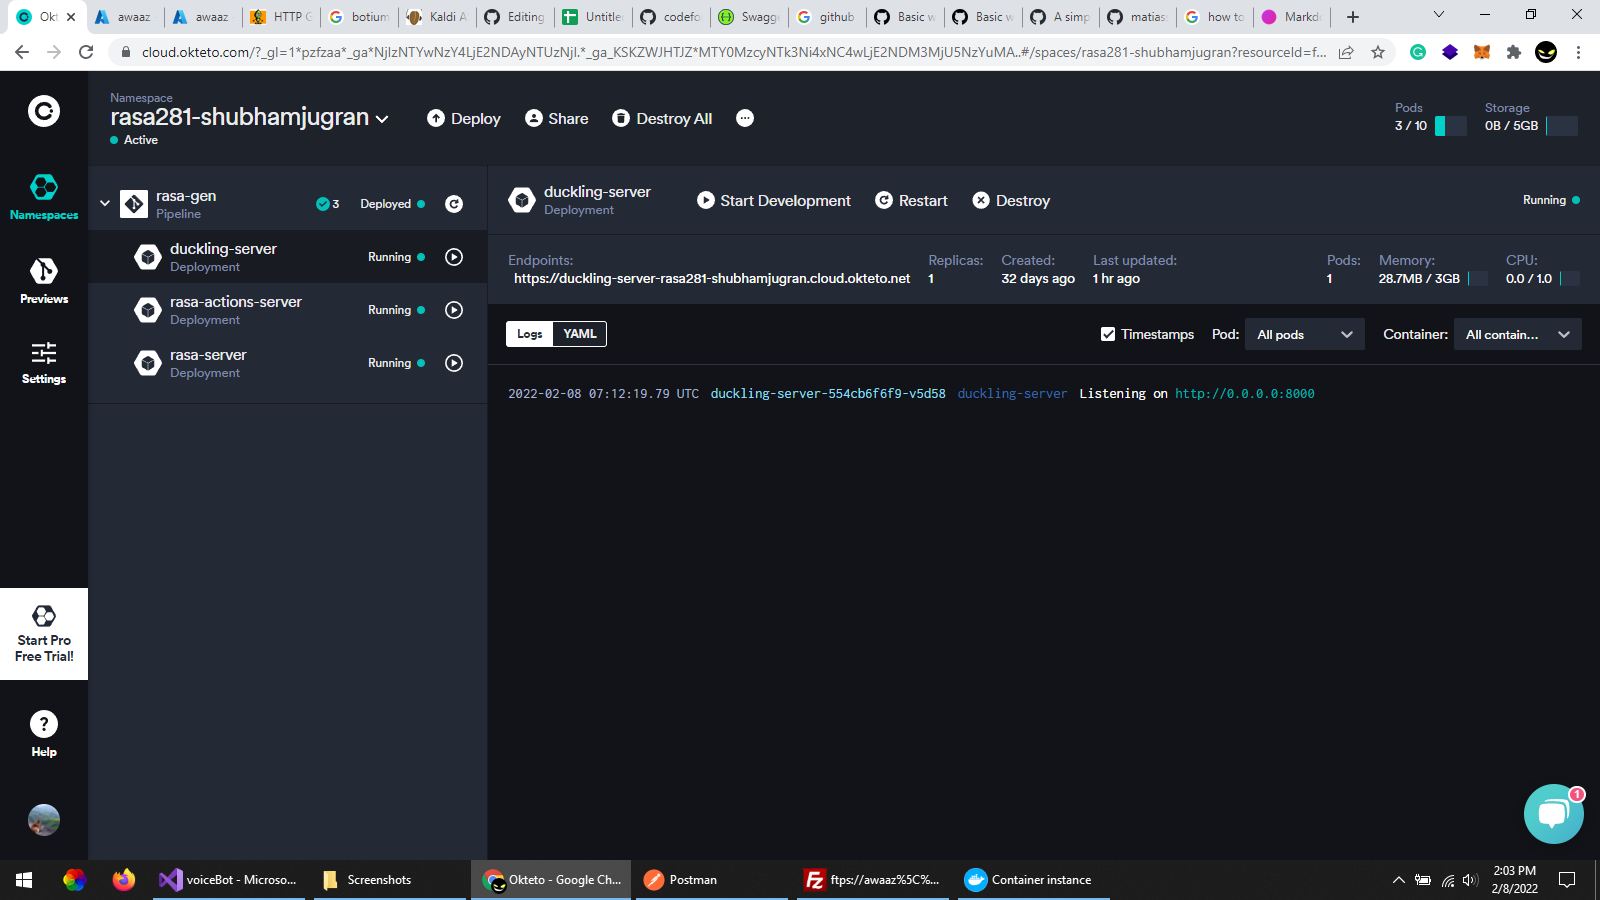 Okt
awaaz
awaaz
HTTP G
botium
Kaldi A
Editing
Untitle
codefo
Swagge
github
Basic w
Basic w
A simp
matias
how to
Markdo
cloud.okteto.com/?_gl=1*pzfzaa*_ga*NjIzNTYwNzY4LjE2NDAyNTUzNjI.*_ga_KSKZWJHTJZ*MTY0MzcyNTk3Ni4xNC4wLjE2NDM3MjU5NzYuMA..#/spaces/rasa281-shubhamjugran?resourceId=f...
Namespace
rasa281-shubhamjugran
Deploy
Share
Destroy All
Active
Pods
3 / 10
Storage
0B / 5GB
Namespaces
Previews
Settings
Start Pro
Free Trial!
Help
rasa-gen
Pipeline
3
Deployed
duckling-server
Deployment
Running
rasa-actions-server
Deployment
Running
rasa-server
Deployment
Running
duckling-server
Deployment
Start Development
Restart
Destroy
Running
Endpoints:
https://duckling-server-rasa281-shubhamjugran.cloud.okteto.net
Replicas:
1
Created:
32 days ago
Last updated:
1 hr ago
Pods:
1
Memory:
28.7MB / 3GB
CPU:
0.0 / 1.0
Logs
YAML
Timestamps
Pod:
All pods
Container:
All contain...
2022-02-08 07:12:19.79 UTC duckling-server-554cb6f6f9-v5d58 duckling-server Listening on http://0.0.0.0:8000
1
voiceBot - Microso...
Screenshots
Okteto - Google Ch...
Postman
ftps://awaaz%5C%...
Container instance
2:03 PM
2/8/2022